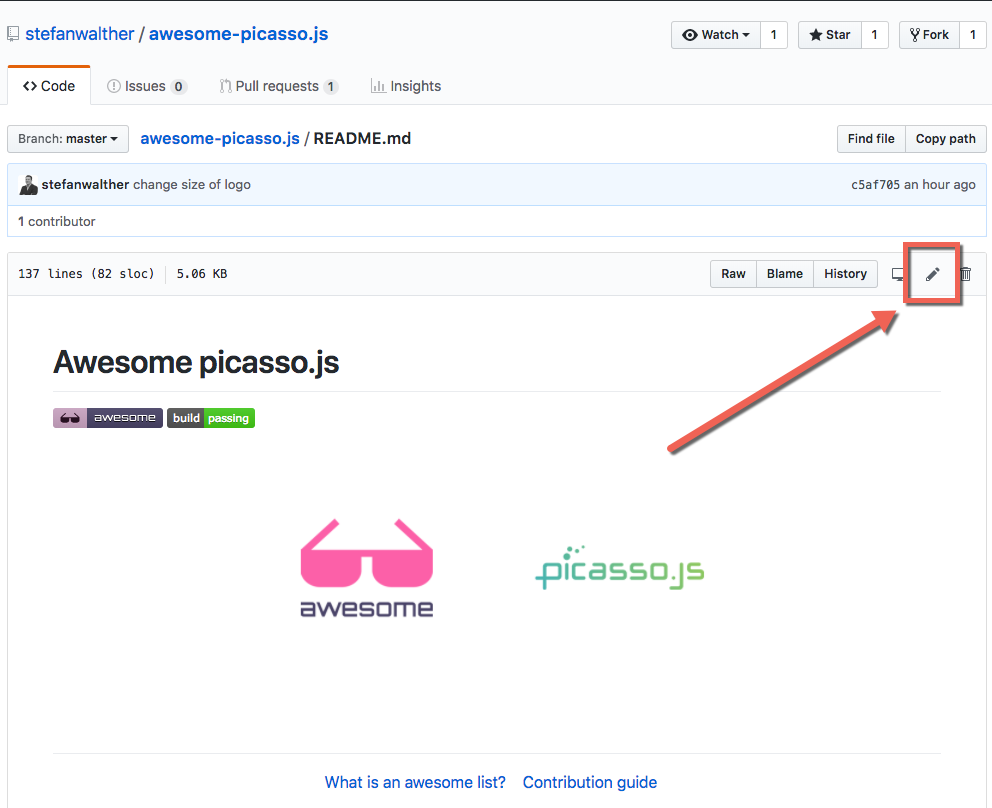 stefanwalther / awesome-picasso.js
Watch 1 Star 1 Fork 1
Code Issues 0 Pull requests 1 Insights
Branch: master awesome-picasso.js / README.md Find file Copy path
stefanwalther change size of logo c5af705 an hour ago
1 contributor
137 lines (82 sloc) 5.06 KB Raw Blame History
Awesome picasso.js
awesome build passing
picasso.js
awesome
What is an awesome list? Contribution guide